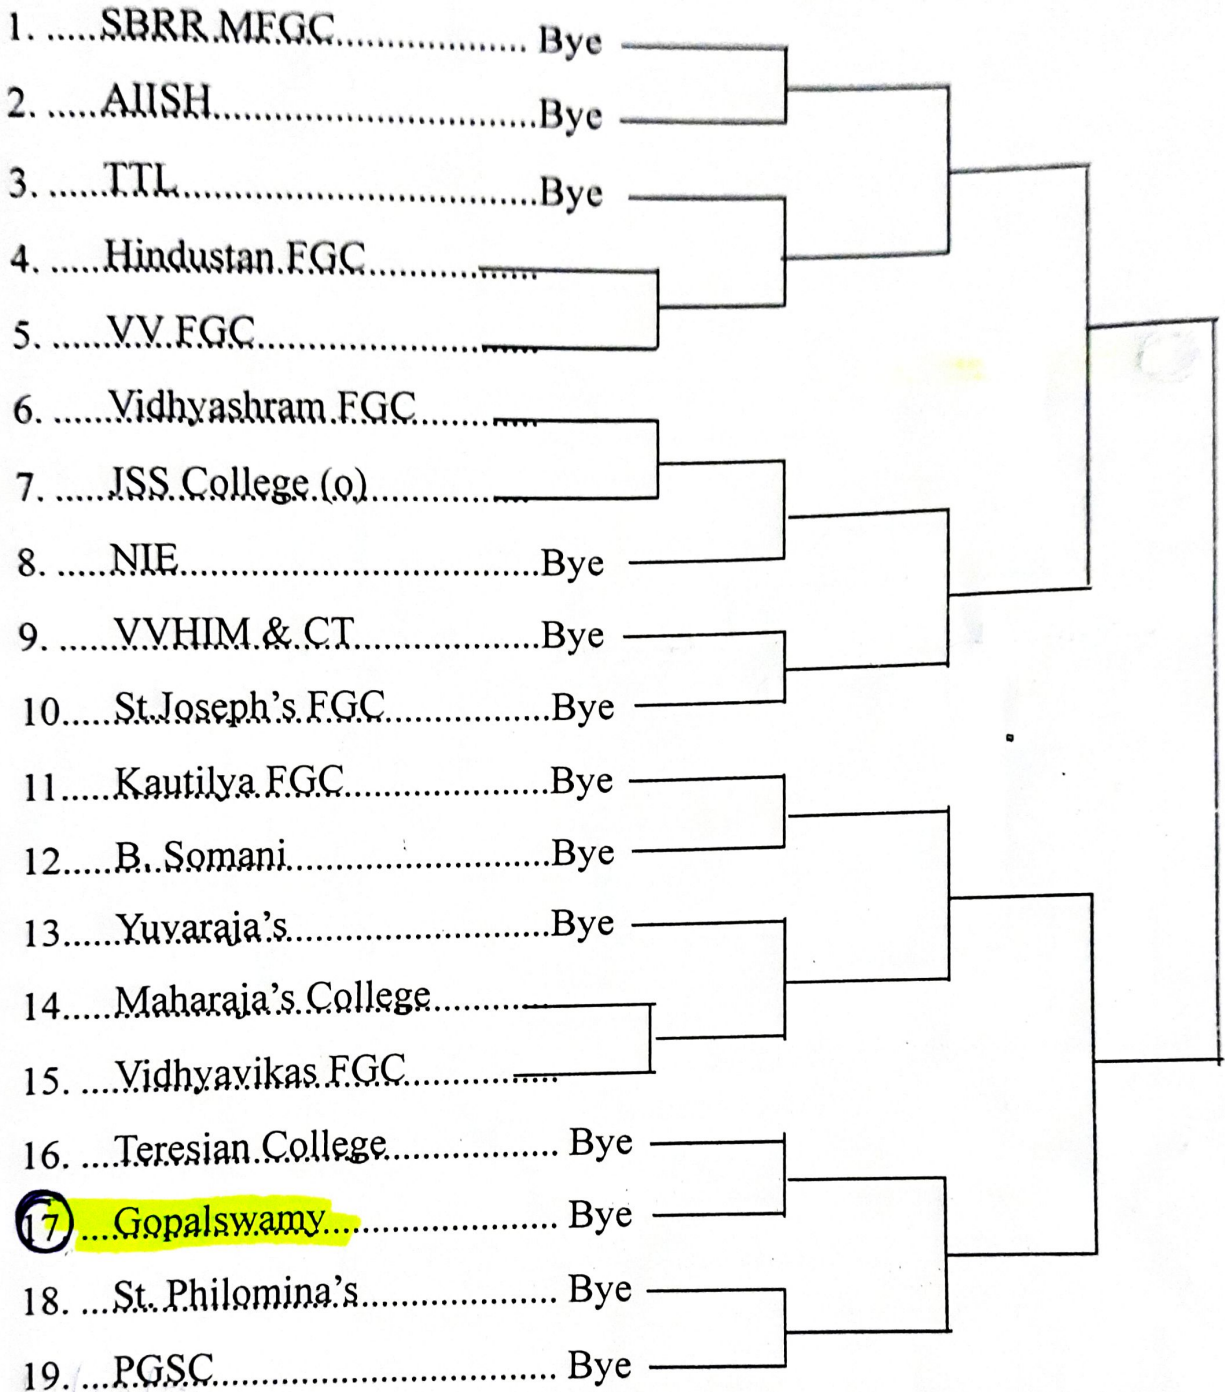 1. .....SBRR MFGC.................. Bye
2. .....AIISH..............................Bye
3. .....TTL.................................Bye
4. .....Hindustan FGC................
5. .....VV FGC...........................
6. .....Vidhyashram FGC............
7. .....JSS College (o)................
8. .....NIE.................................Bye
9. ......VVHIM & CT.................Bye
10.....St.Joseph's FGC...............Bye
11.....Kautilya FGC...................Bye
12.....B. Somani........................Bye
13......Yuvaraja's.......................Bye
14.....Maharaja's College...........
15. ....Vidhyavikas FGC.............
16. ....Teresian College................ Bye
17 ....Gopalswamy..................... Bye
18. ...St. Philomina's.................. Bye
19. ...PGSC................................ Bye